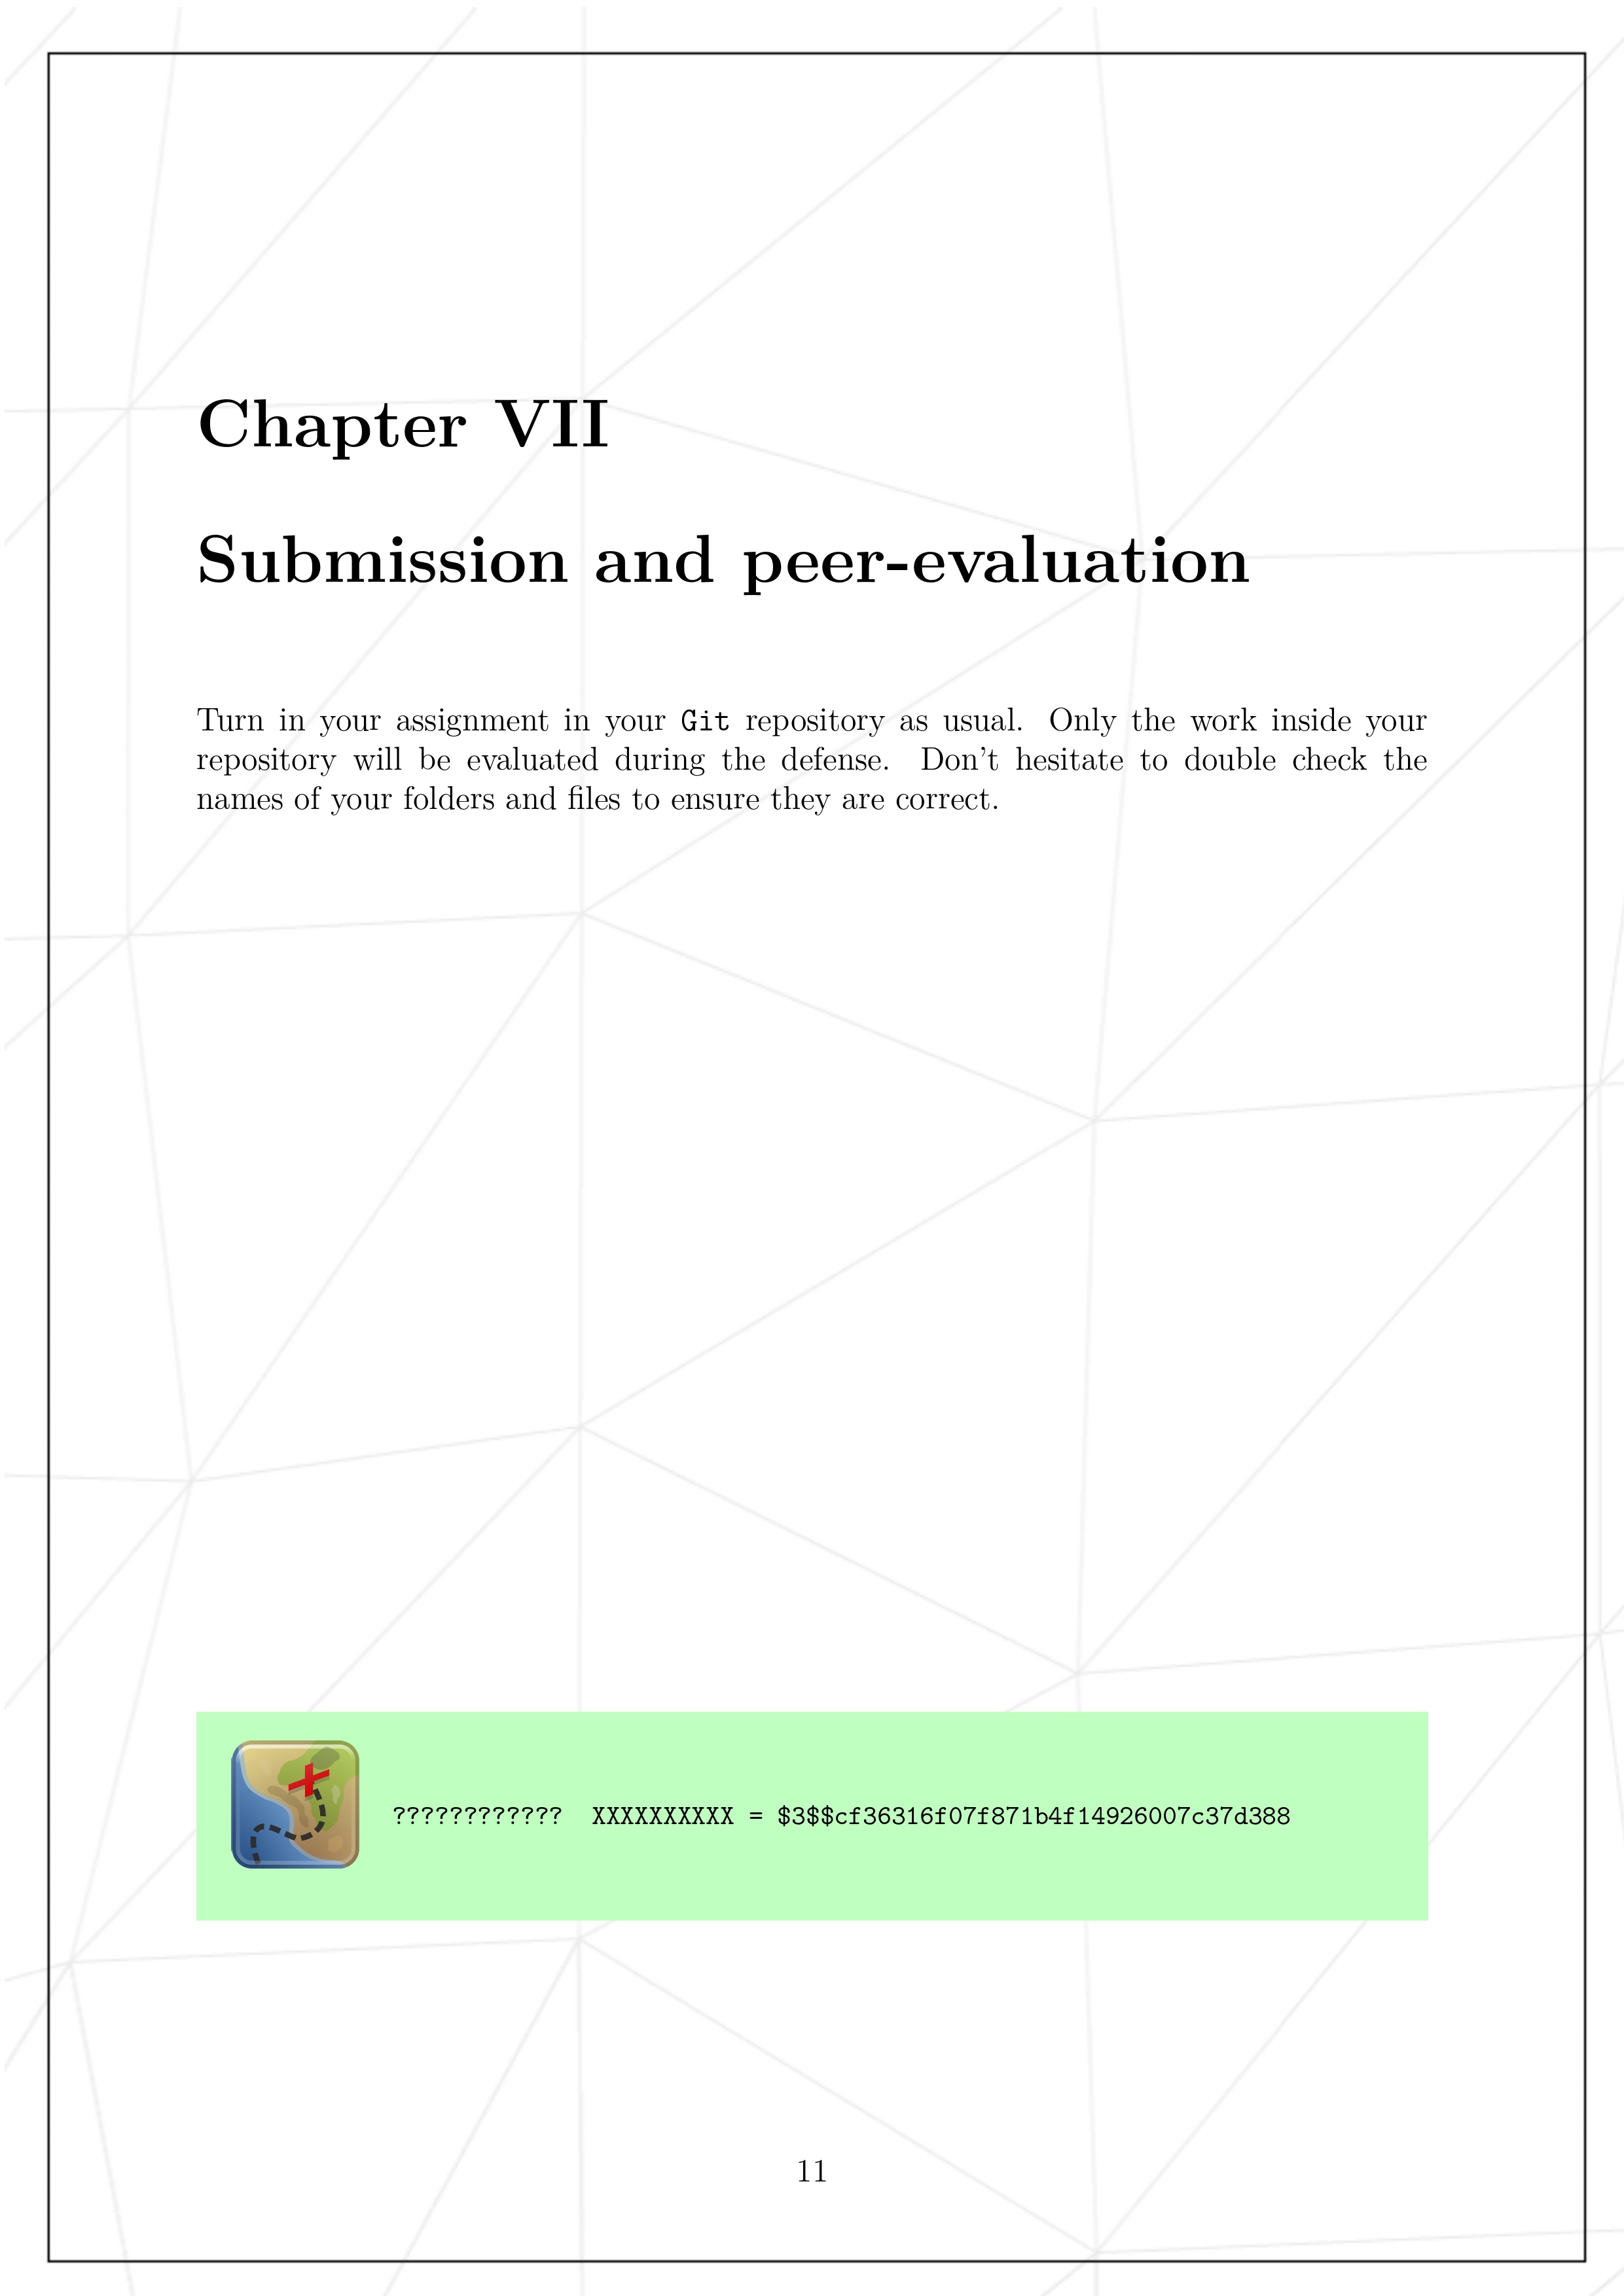 Chapter VII
Submission and peer-evaluation
Turn in your assignment in your Git repository as usual. Only the work inside your
repository will be evaluated during the defense. Don't hesitate to double check the
names of your folders and files to ensure they are correct.
???????????? XXXXXXXXXX = $3$$cf36316f07f871b4f14926007c37d388
11